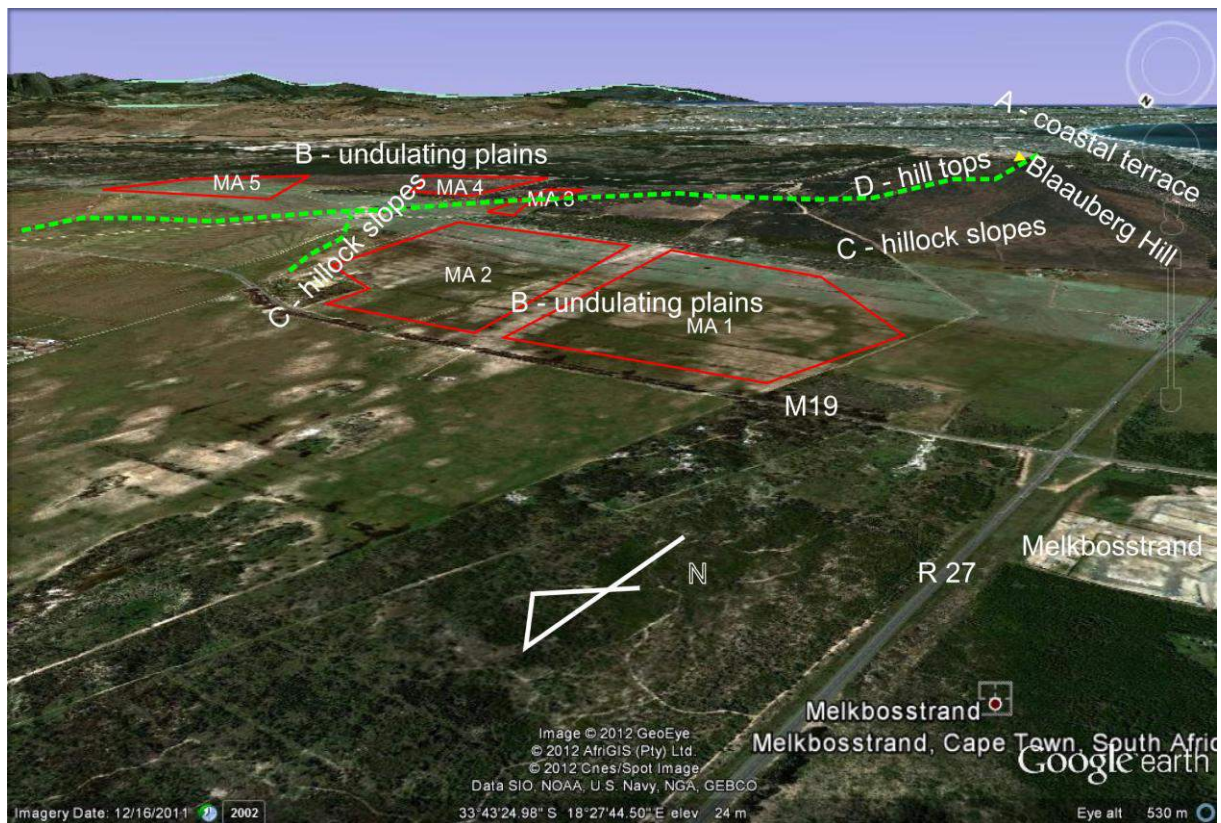 N
A - coastal terrace
B - undulating plains
MA 5
MA 4
MA 3
D - hill tops
Blaauberg Hill
C - hillock slopes
C - hillock slopes
MA 2
B - undulating plains
MA 1
M19
Melkbosstrand
N
R 27
Melkbosstrand
Melkbosstrand, Cape Town, South Afric
Image © 2012 GeoEye
© 2012 AfriGIS (Pty) Ltd.
© 2012 Cnes/Spot Image
Data SIO, NOAA, U.S. Navy, NGA, GEBCO
Google earth
Imagery Date: 12/16/2011 2002 33°43'24.98" S 18°27'44.50" E elev 24 m Eye alt 530 m